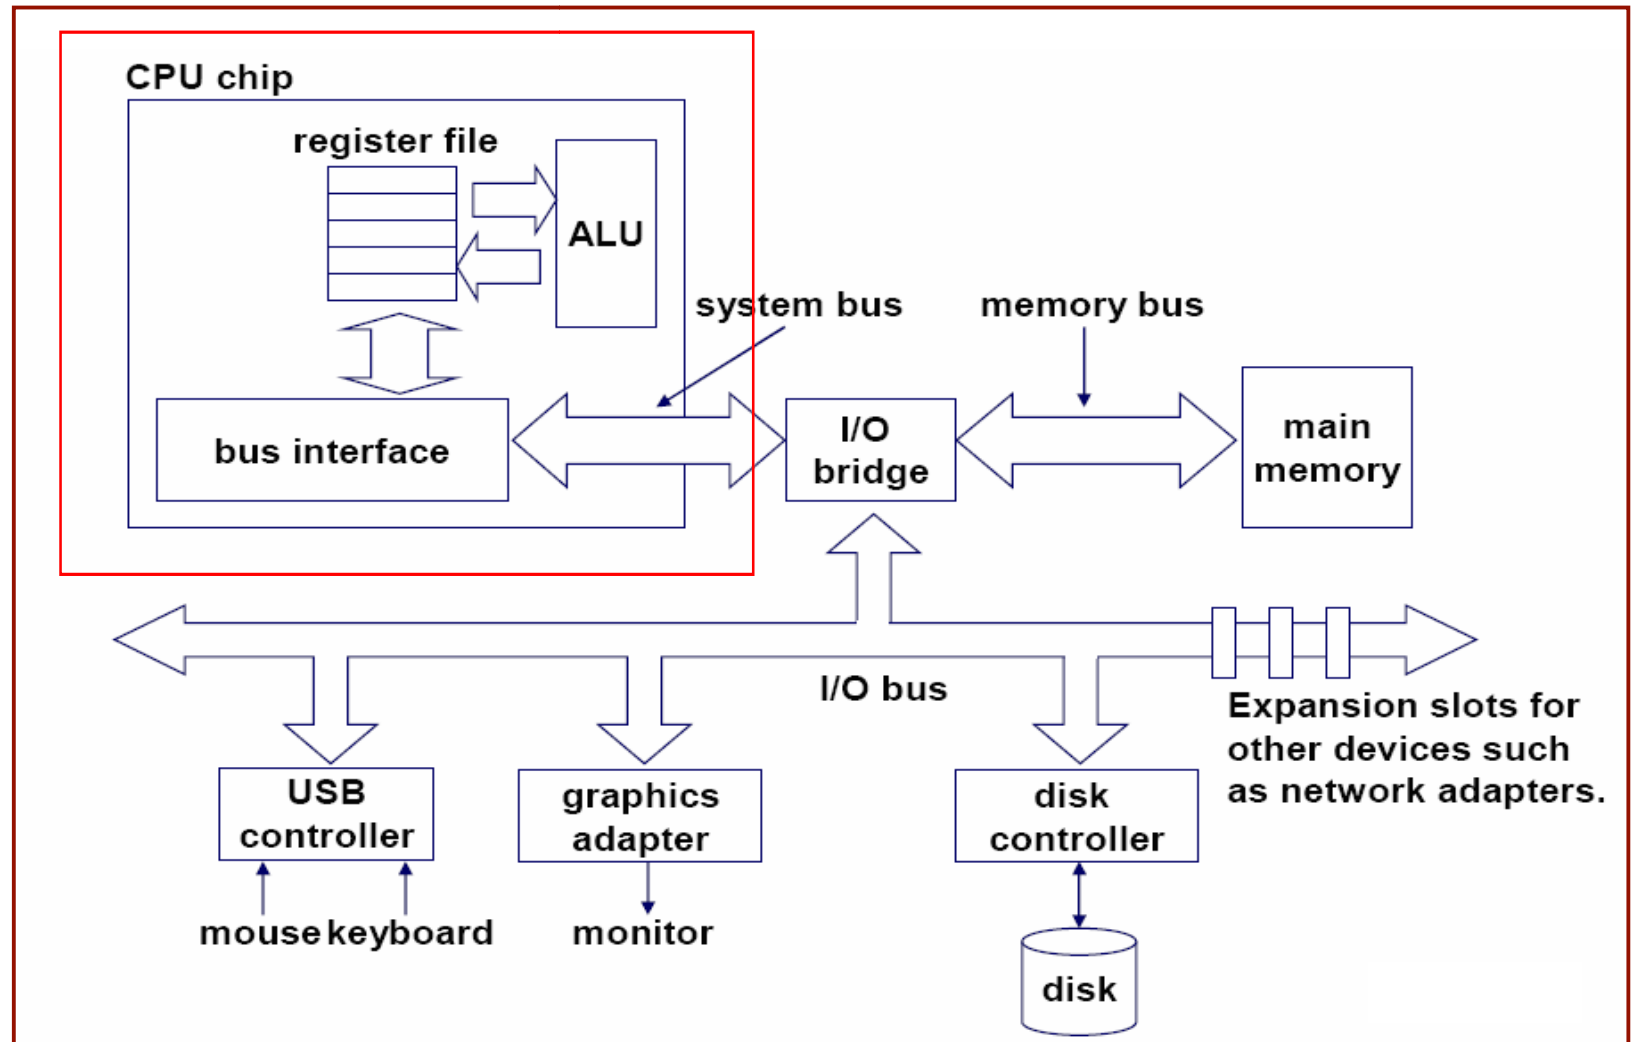 CPU chip
register file
ALU
system bus
memory bus
bus interface
I/O
bridge
main
memory
I/O bus
Expansion slots for
other devices such
as network adapters.
USB
controller
graphics
adapter
disk
controller
mouse keyboard
monitor
disk